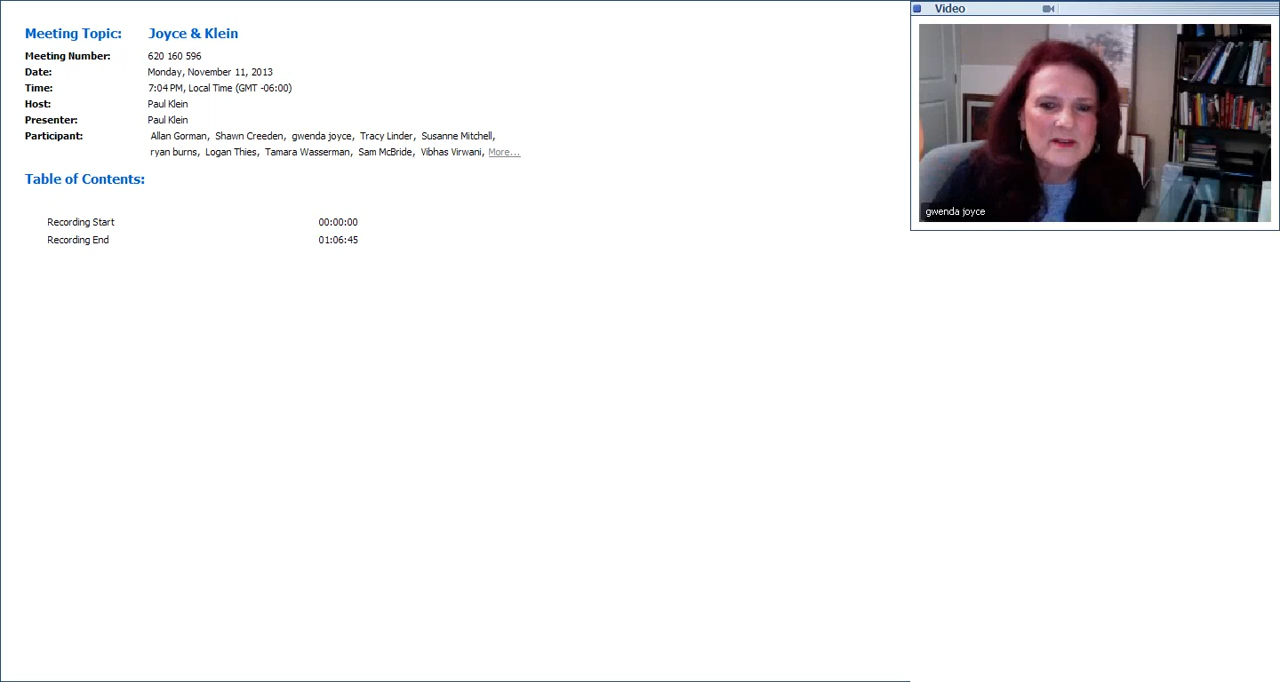 Meeting Topic: Joyce & Klein
Meeting Number: 620 160 596
Date: Monday, November 11, 2013
Time: 7:04 PM, Local Time (GMT -06:00)
Host: Paul Klein
Presenter: Paul Klein
Participant: Allan Gorman, Shawn Creeden, gwenda joyce, Tracy Linder, Susanne Mitchell,
ryan burns, Logan Thies, Tamara Wasserman, Sam McBride, Vibhas Virwani, More...
Table of Contents:
Recording Start 00:00:00
Recording End 01:06:45
Video
gwenda joyce